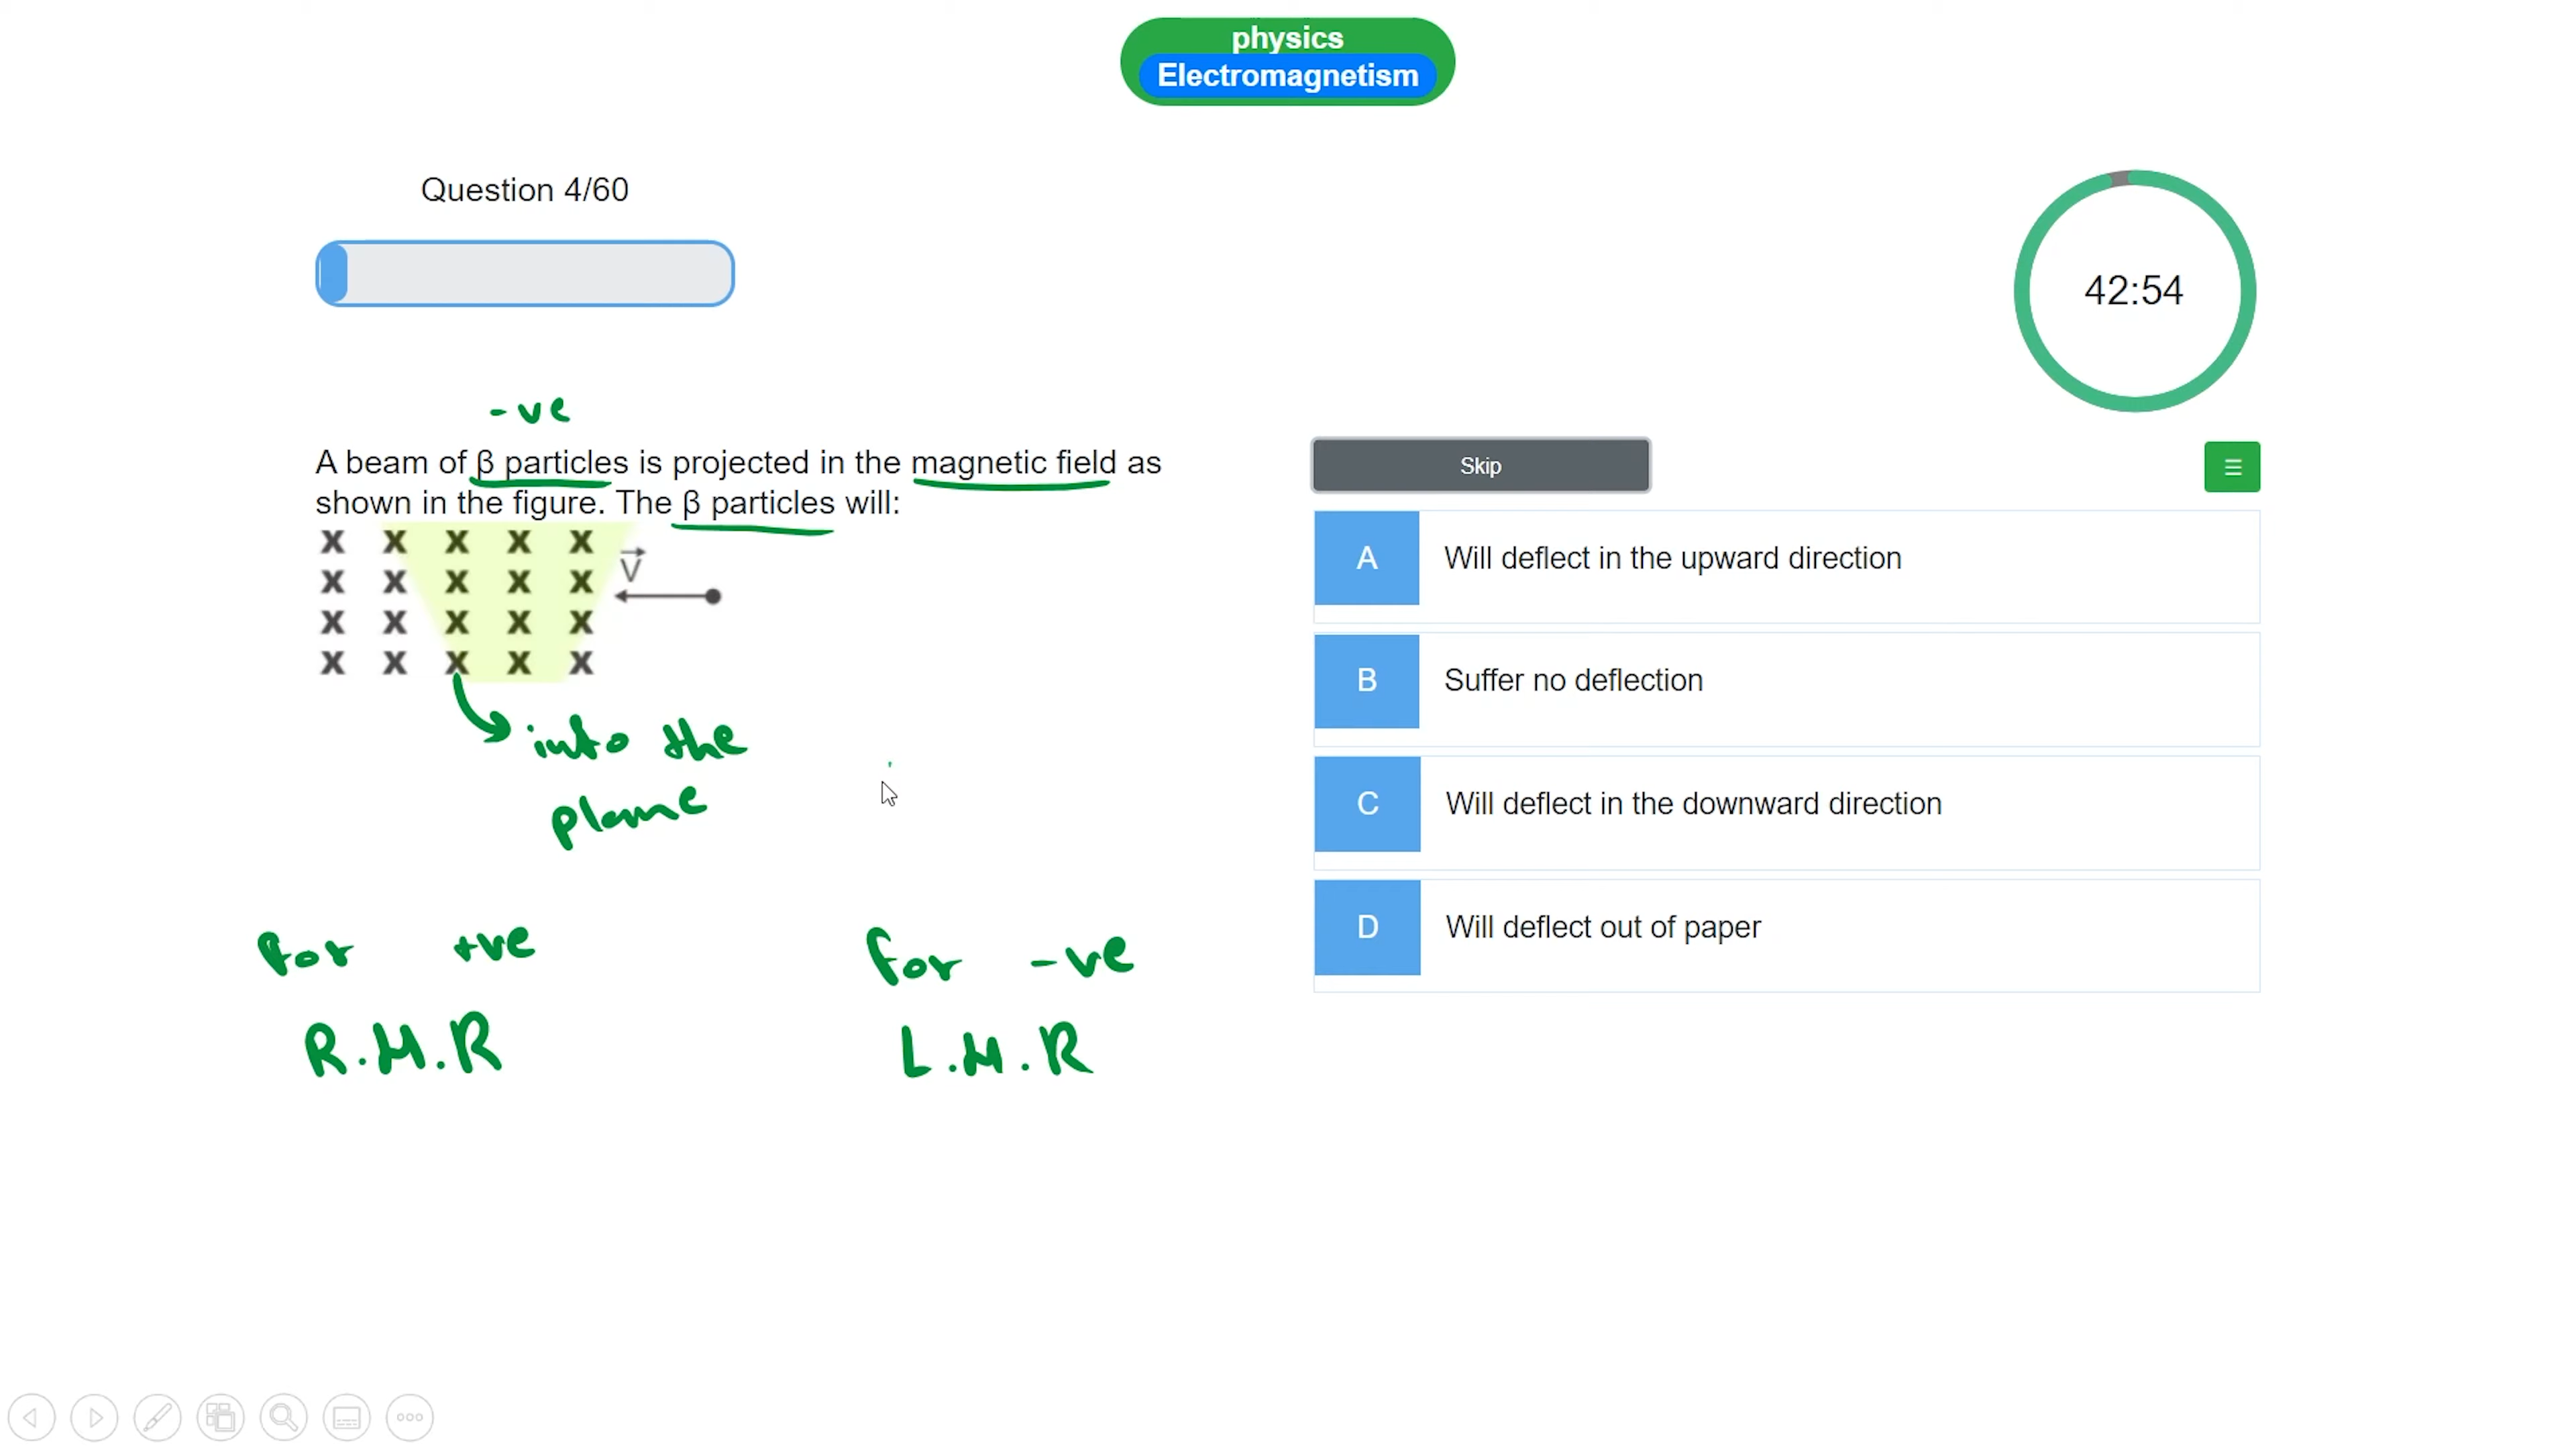 physics
Electromagnetism
Question 4/60
42:54
-ve
A beam of β particles is projected in the magnetic field as
shown in the figure. The β particles will:
x x x x x
V
x x x x x
x x x x x
x x x x x
into the
plane
for +ve
R.H.R
for -ve
L.H.R
Skip
☰
A Will deflect in the upward direction
B Suffer no deflection
C Will deflect in the downward direction
D Will deflect out of paper